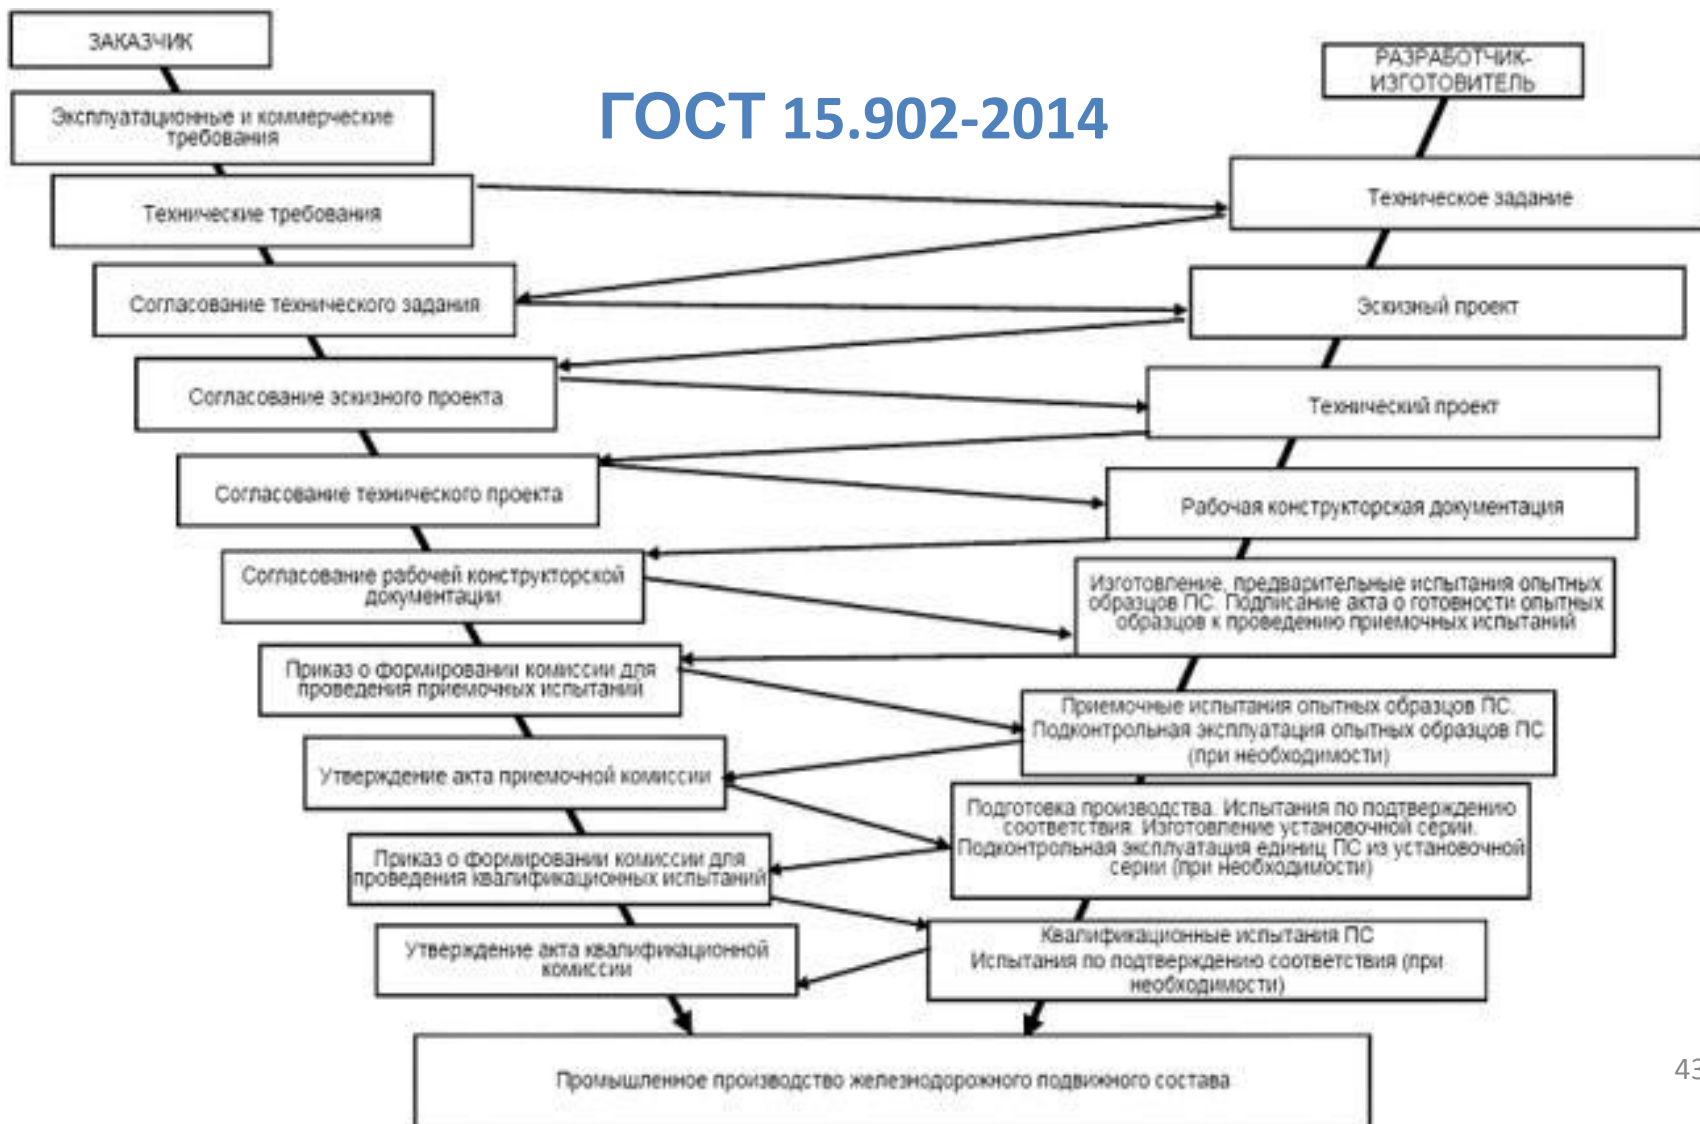 ЗАКАЗЧИК
РАЗРАБОТЧИК-
ИЗГОТОВИТЕЛЬ
ГОСТ 15.902-2014
Эксплуатационные и коммерческие
требования
Технические требования
Техническое задание
Согласование технического задания
Эскизный проект
Согласование эскизного проекта
Технический проект
Согласование технического проекта
Рабочая конструкторская документация
Согласование рабочей конструкторской
документации
Изготовление, предварительные испытания опытных
образцов ПС. Подписание акта о готовности опытных
образцов к проведению приемочных испытаний
Приказ о формировании комиссии для
проведения приемочных испытаний
Приемочные испытания опытных образцов ПС.
Подконтрольная эксплуатация опытных образцов ПС
(при необходимости)
Утверждение акта приемочной комиссии
Подготовка производства. Испытания по подтверждению
соответствия. Изготовление установочной серии.
Подконтрольная эксплуатация единиц ПС из установочной
серии (при необходимости)
Приказ о формировании комиссии для
проведения квалификационных испытаний
Утверждение акта квалификационной
комиссии
Квалификационные испытания ПС
Испытания по подтверждению соответствия (при
необходимости)
Промышленное производство железнодорожного подвижного состава
43